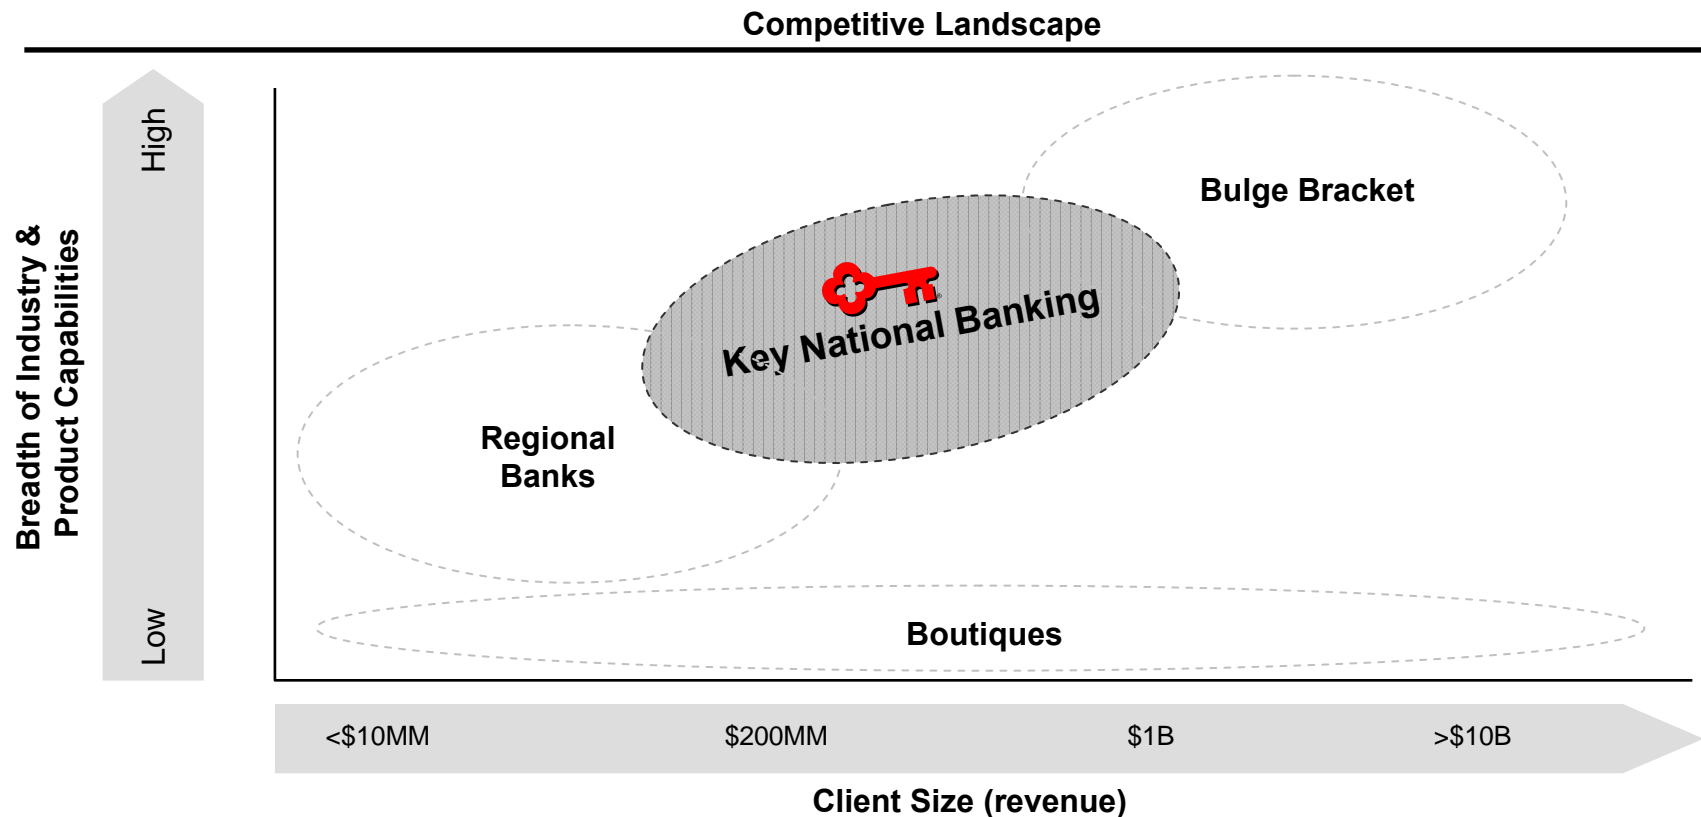 Competitive Landscape
High
Low
Breadth of Industry &
Product Capabilities
Bulge Bracket
Key National Banking
Regional
Banks
Boutiques
<$10MM
$200MM
$1B
>$10B
Client Size (revenue)